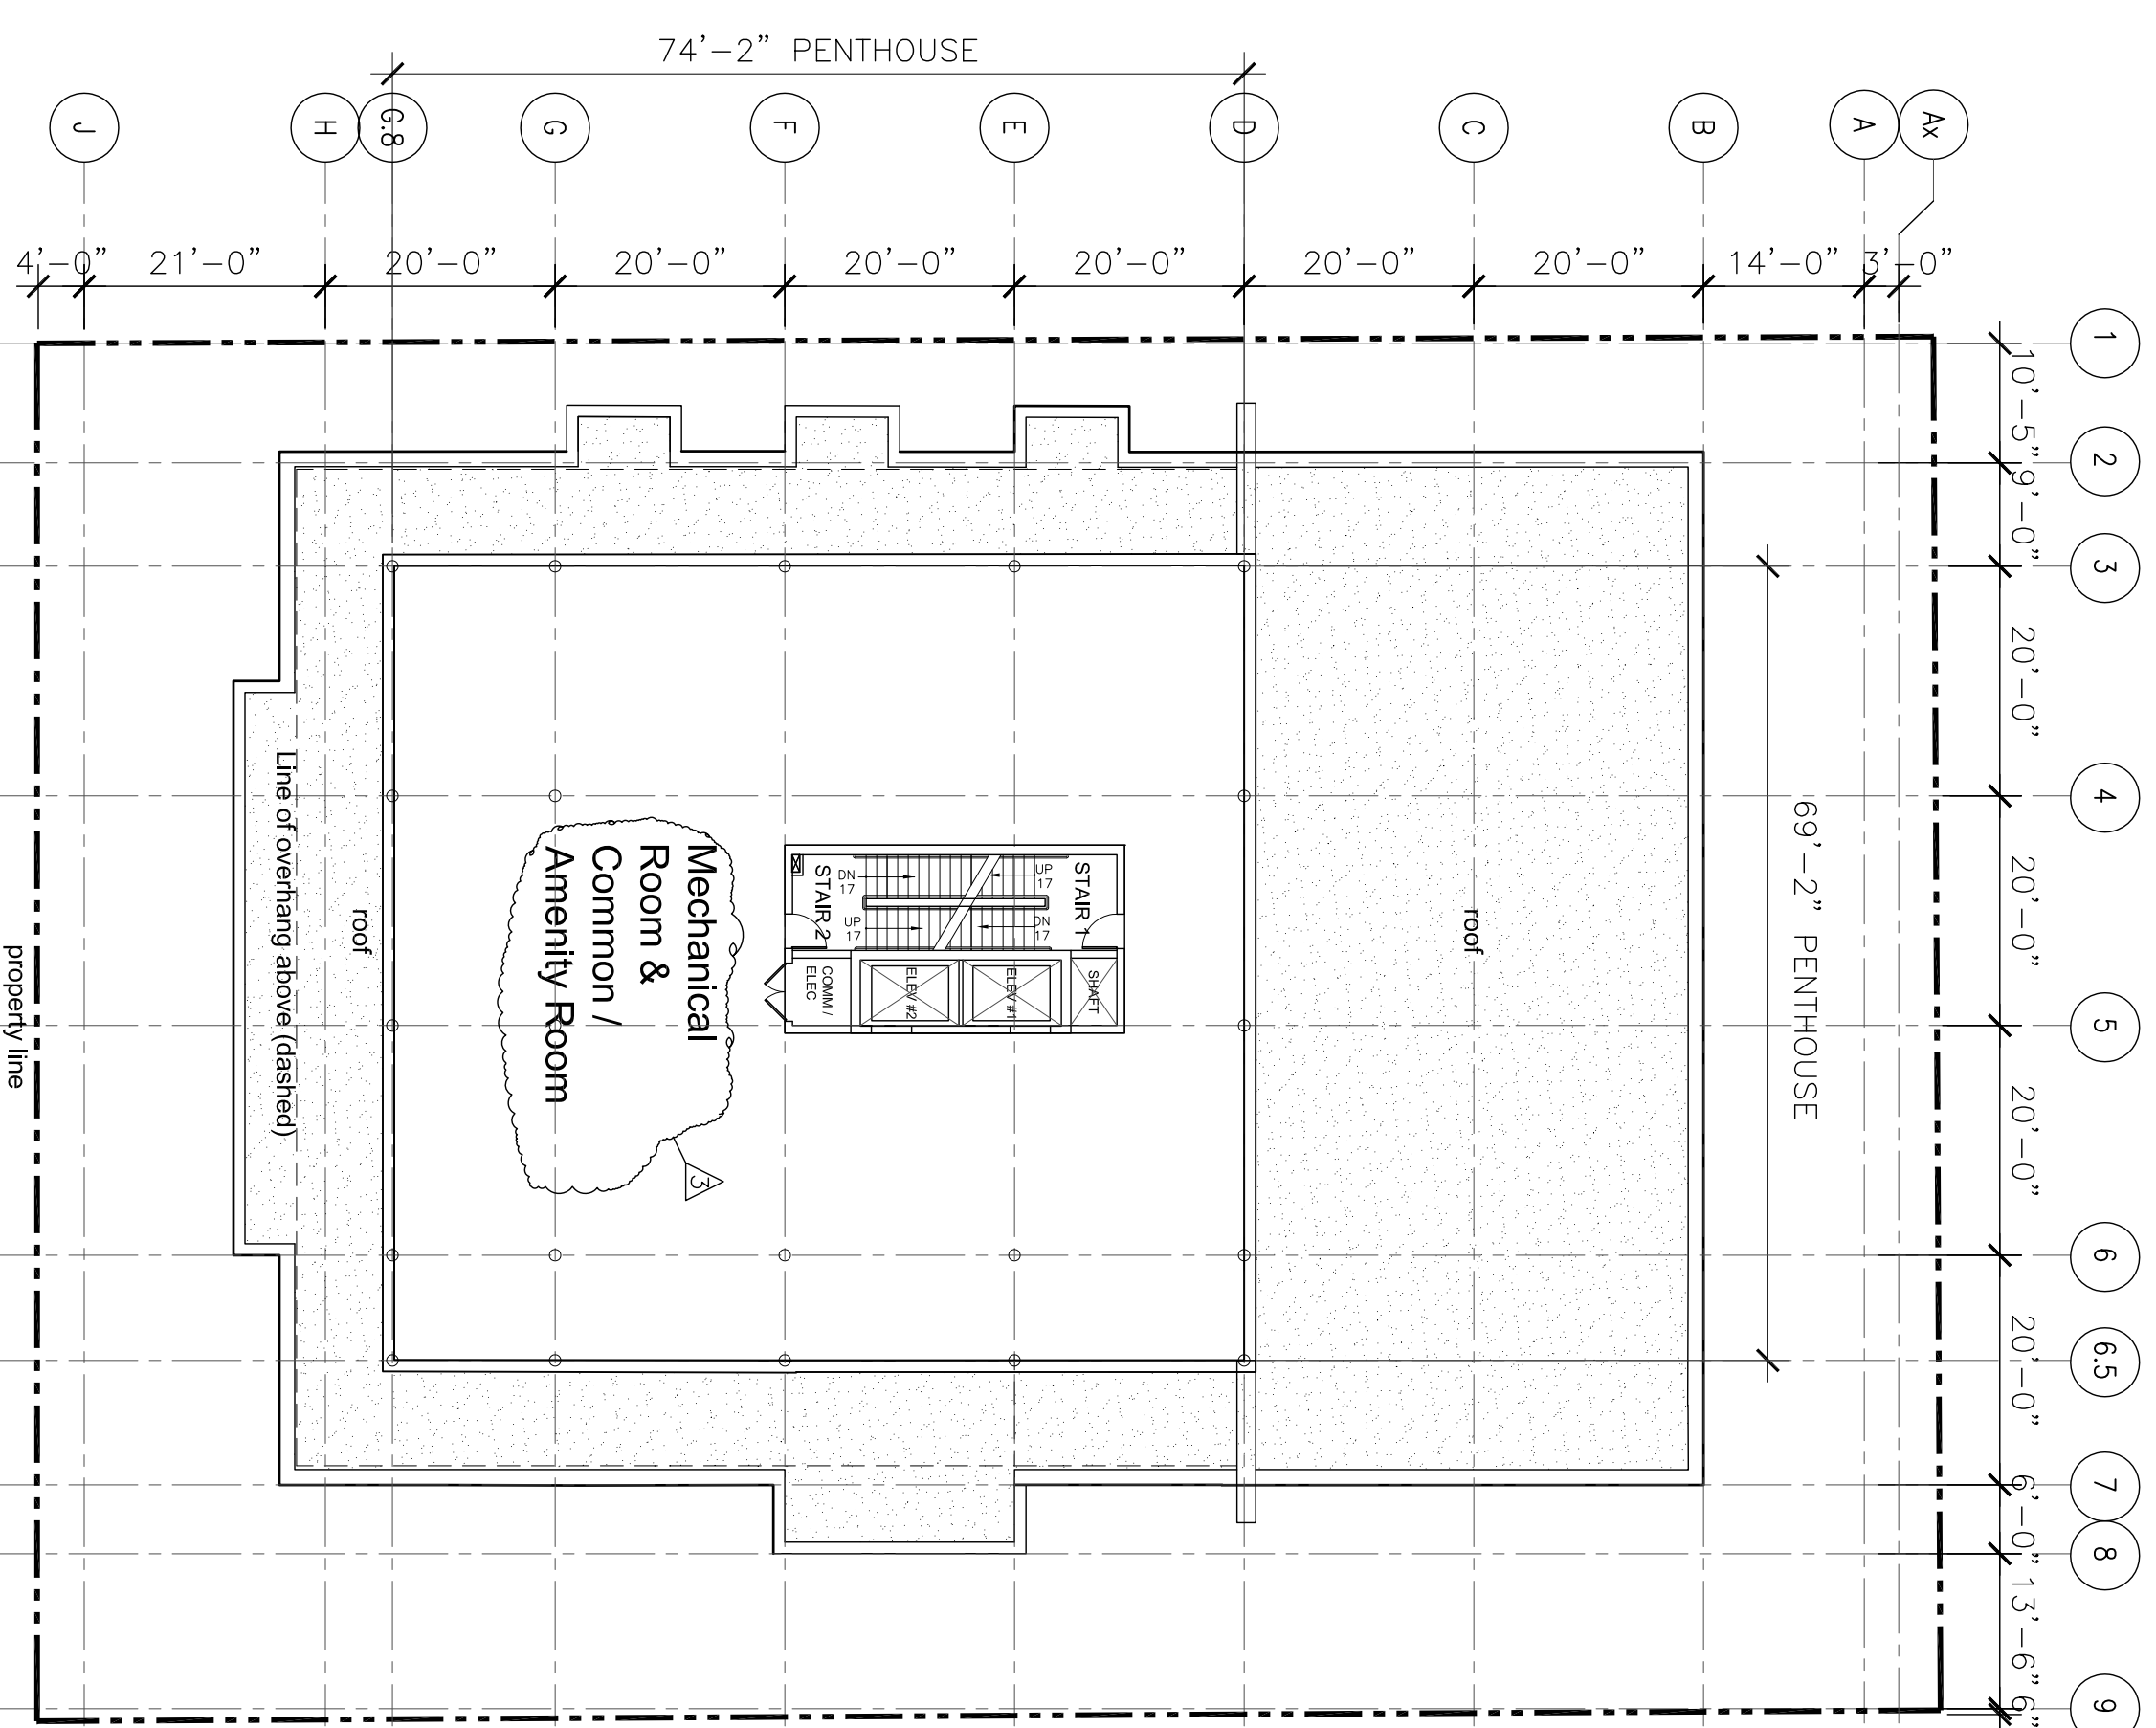 74'-2" PENTHOUSE
J
H
G.8
G
F
E
D
C
B
A
Ax
4'-0"
21'-0"
20'-0"
20'-0"
20'-0"
20'-0"
20'-0"
20'-0"
14'-0"
3'-0"
1
2
3
4
5
6
6.5
7
8
9
10'-5"
9'-0"
20'-0"
20'-0"
20'-0"
20'-0"
6'-0"
13'-6"
6"
69'-2" PENTHOUSE
roof
STAIR 1
UP
17
DN
17
STAIR 2
DN
17
UP
17
SHAFT
ELEV #1
ELEV #2
COMM /
ELEC
Mechanical
Room &
Common /
Amenity Room
3
roof
Line of overhang above (dashed)
property line